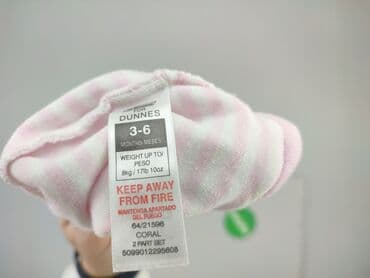 FOR
DUNNES
3-6
MONTHS/MESES
WEIGHT UP TO/
PESO
8kg / 17lb 10oz
KEEP AWAY
FROM FIRE
MANTENGA APARTADO
DEL FUEGO
64/21596
CORAL
2 PART SET
5099012295608